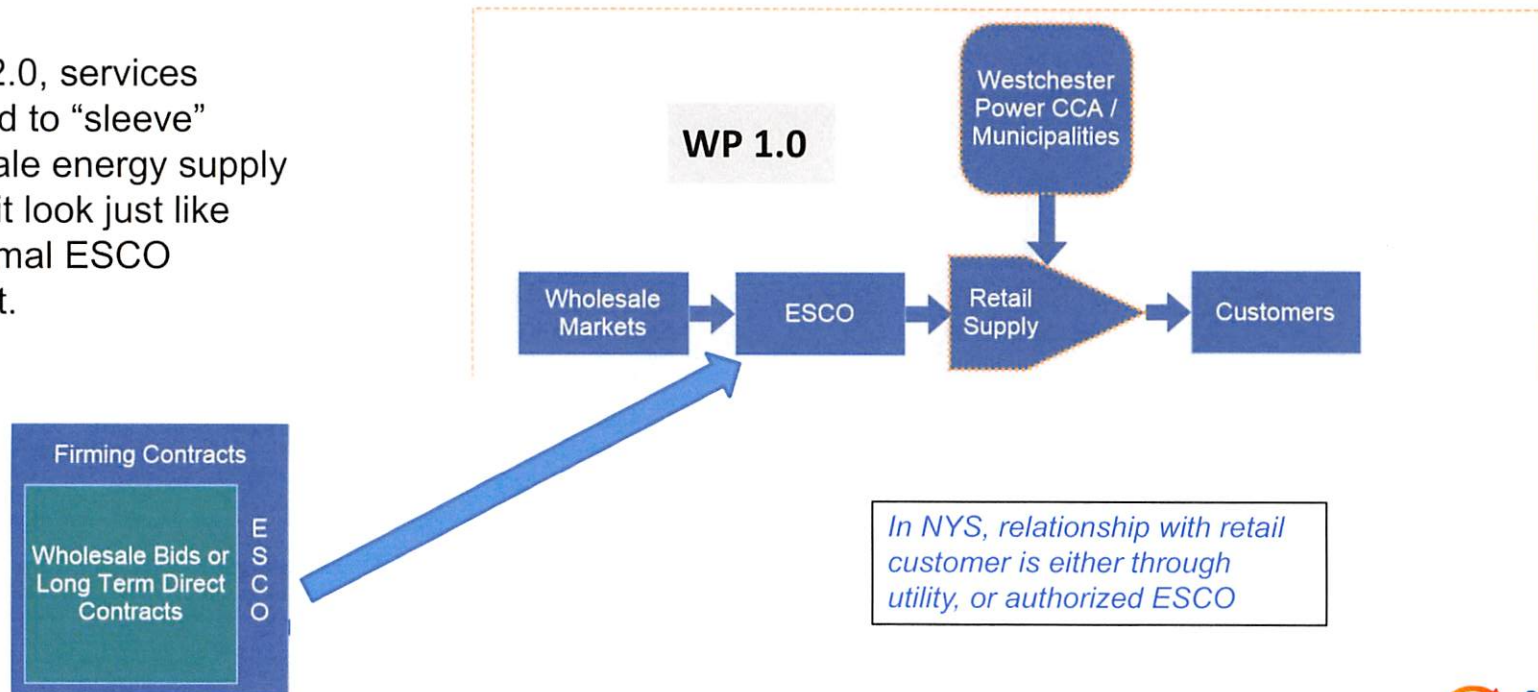 2.0, services
d to “sleeve”
ale energy supply
it look just like
mal ESCO
t.
WP 1.0
Westchester
Power CCA /
Municipalities
Wholesale
Markets
ESCO
Retail
Supply
Customers
Firming Contracts
Wholesale Bids or
Long Term Direct
Contracts
E
S
C
O
In NYS, relationship with retail
customer is either through
utility, or authorized ESCO